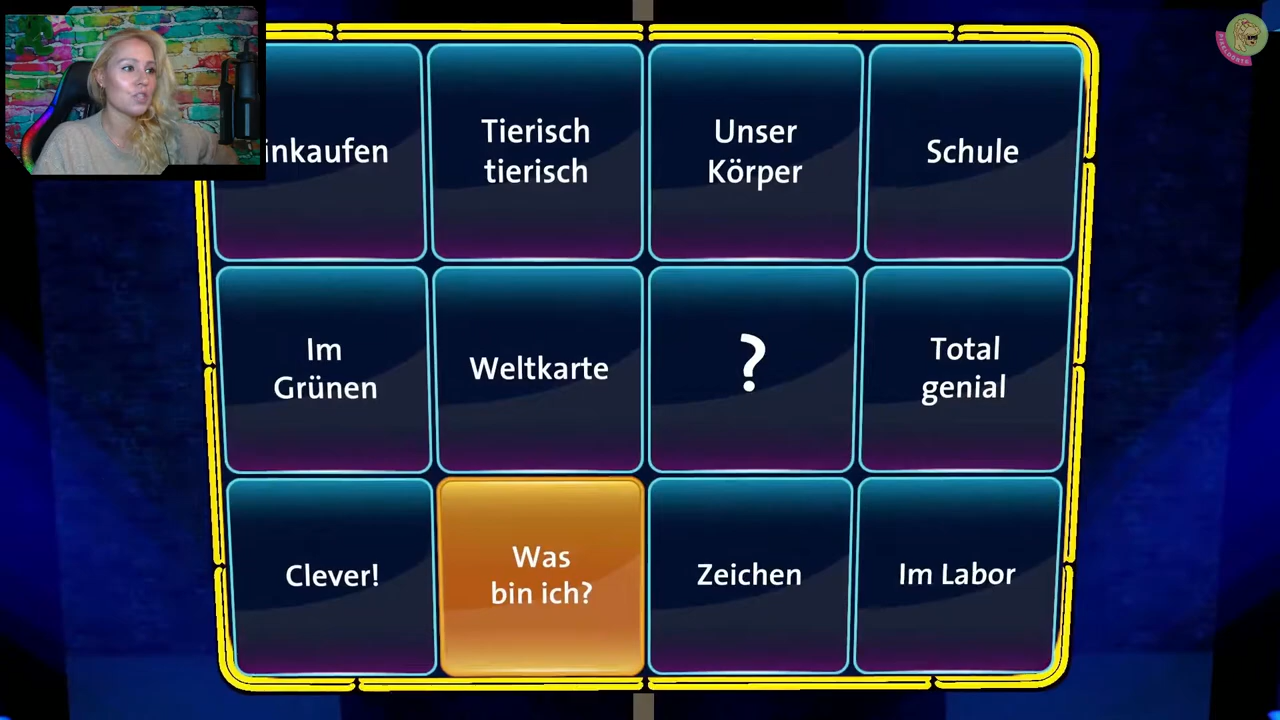 inkaufen
Tierisch
tierisch
Unser
Körper
Schule
Im
Grünen
Weltkarte
?
Total
genial
Clever!
Was
bin ich?
Zeichen
Im Labor